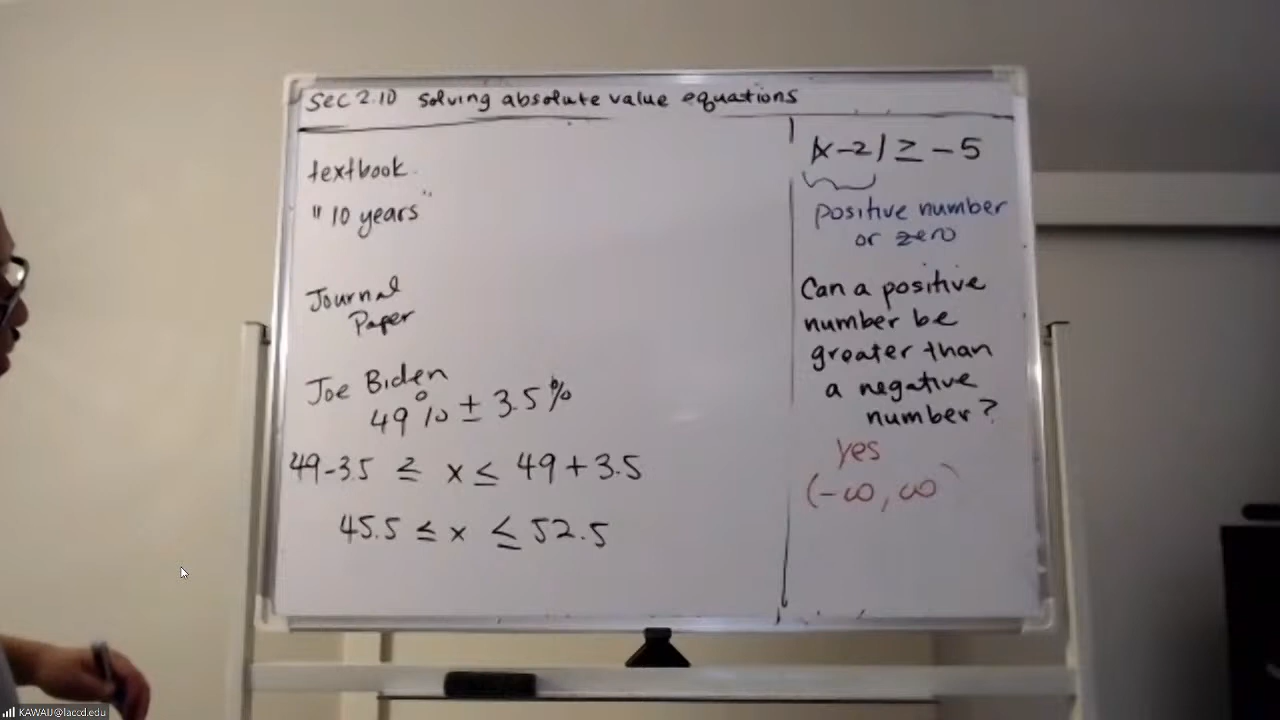 Sec 2.10 solving absolute value equations
textbook.
"10 years"
Journal
Paper
Joe Biden
49% ± 3.5%
49-3.5 ≤ x ≤ 49+3.5
45.5 ≤ x ≤ 52.5
|x-2| ≥ -5
positive number
or zero
Can a positive
number be
greater than
a negative
number?
yes
(-∞, ∞)
KAWAIJ@laccd.edu